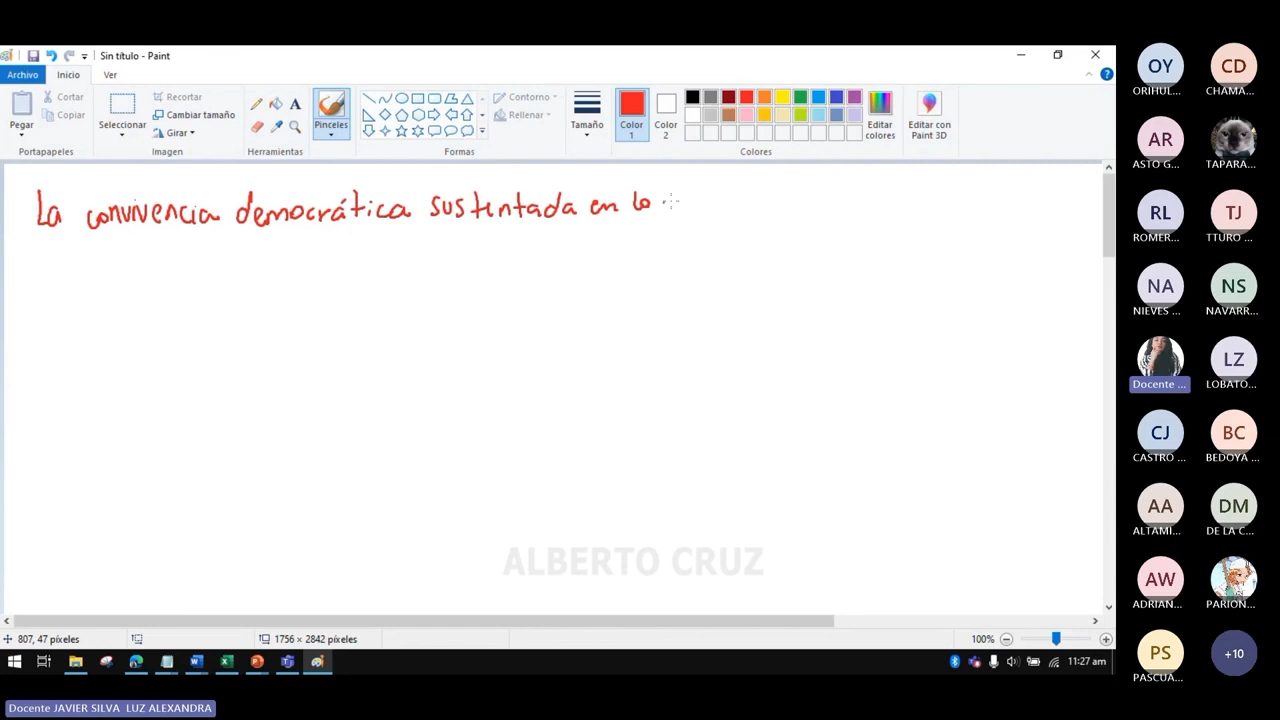 Sin título - Paint
Archivo Inicio Ver
Pegar
Cortar
Copiar
Portapapeles
Seleccionar
Recortar
Cambiar tamaño
Girar
Imagen
A
Herramientas
Pinceles
Contorno
Rellenar
Formas
Tamaño
Color 1
Color 2
Editar colores
Editar con Paint 3D
Colores
La convivencia democrática sustentada en lo
ALBERTO CRUZ
807, 47 píxeles
1756 × 2842 píxeles
100%
11:27 am
Docente JAVIER SILVA LUZ ALEXANDRA
OY CD
ORIHUL... CHAMA...
AR
ASTO G... TAPARA...
RL TJ
ROMER... TTURO ...
NA NS
NIEVES ... NAVARR...
LZ
Docente ... LOBATO...
CJ BC
CASTRO ... BEDOYA ...
AA DM
ALTAMI... DE LA C...
AW
ADRIAN... PARION...
PS +10
PASCUA...